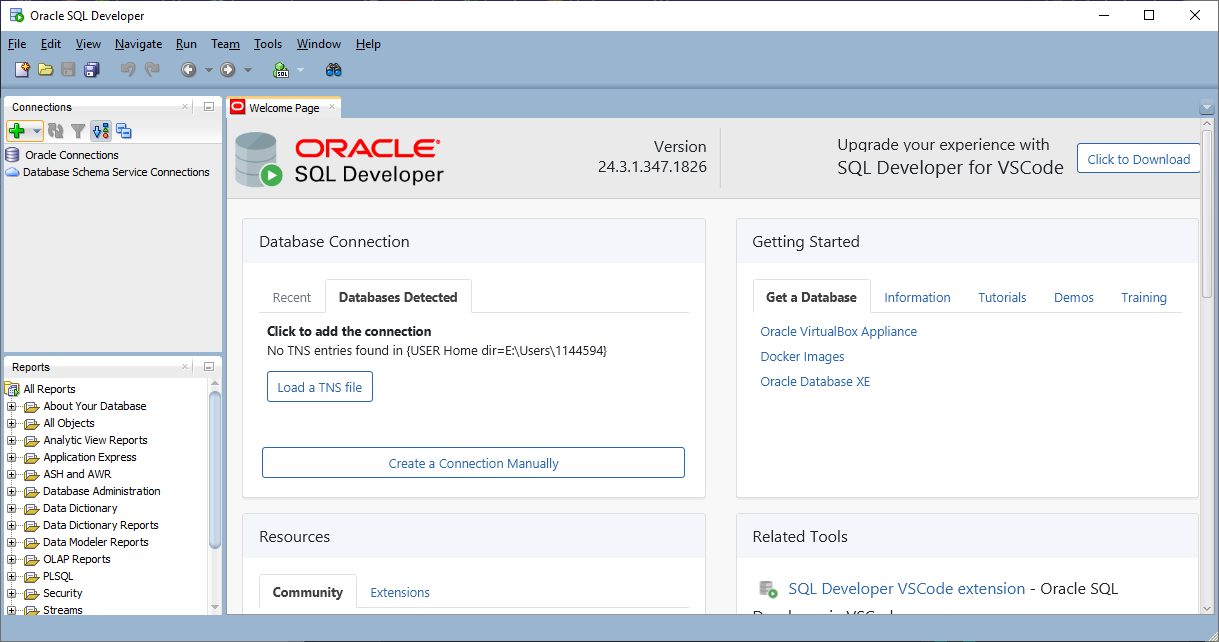 Oracle SQL Developer
File Edit View Navigate Run Team Tools Window Help
SQL
Connections
Oracle Connections
Database Schema Service Connections
Reports
All Reports
About Your Database
All Objects
Analytic View Reports
Application Express
ASH and AWR
Database Administration
Data Dictionary
Data Dictionary Reports
Data Modeler Reports
OLAP Reports
PLSQL
Security
Streams
Welcome Page
ORACLE
SQL Developer
Version
24.3.1.347.1826
Upgrade your experience with
SQL Developer for VSCode
Click to Download
Database Connection
Recent Databases Detected
Click to add the connection
No TNS entries found in {USER Home dir=E:\Users\1144594}
Load a TNS file
Create a Connection Manually
Getting Started
Get a Database Information Tutorials Demos Training
Oracle VirtualBox Appliance
Docker Images
Oracle Database XE
Resources
Community Extensions
Related Tools
SQL Developer VSCode extension - Oracle SQL